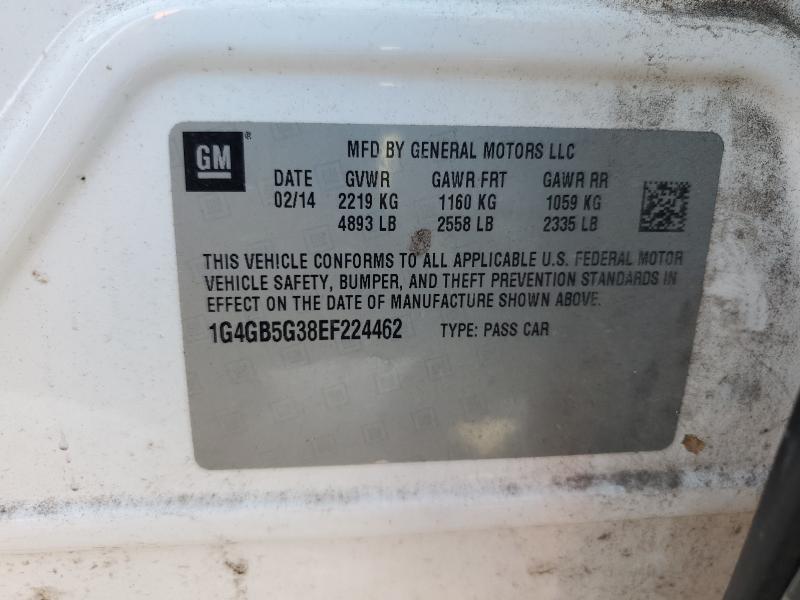 GM ®
MFD BY GENERAL MOTORS LLC
DATE GVWR GAWR FRT GAWR RR
02/14 2219 KG 1160 KG 1059 KG
4893 LB 2558 LB 2335 LB
THIS VEHICLE CONFORMS TO ALL APPLICABLE U.S. FEDERAL MOTOR
VEHICLE SAFETY, BUMPER, AND THEFT PREVENTION STANDARDS IN
EFFECT ON THE DATE OF MANUFACTURE SHOWN ABOVE.
1G4GB5G38EF224462 TYPE: PASS CAR